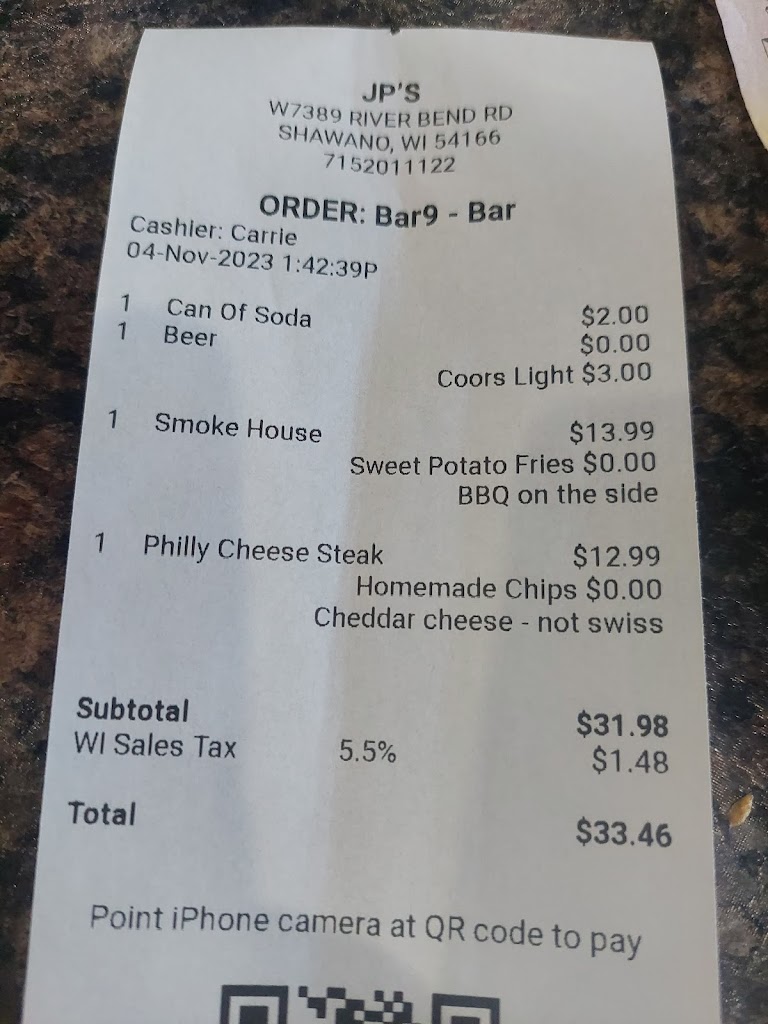 JP'S
W7389 RIVER BEND RD
SHAWANO, WI 54166
7152011122
ORDER: Bar9 - Bar
Cashier: Carrie
04-Nov-2023 1:42:39P
1 Can Of Soda $2.00
1 Beer $0.00
Coors Light $3.00
1 Smoke House $13.99
Sweet Potato Fries $0.00
BBQ on the side
1 Philly Cheese Steak $12.99
Homemade Chips $0.00
Cheddar cheese - not swiss
Subtotal $31.98
WI Sales Tax 5.5% $1.48
Total $33.46
Point iPhone camera at QR code to pay